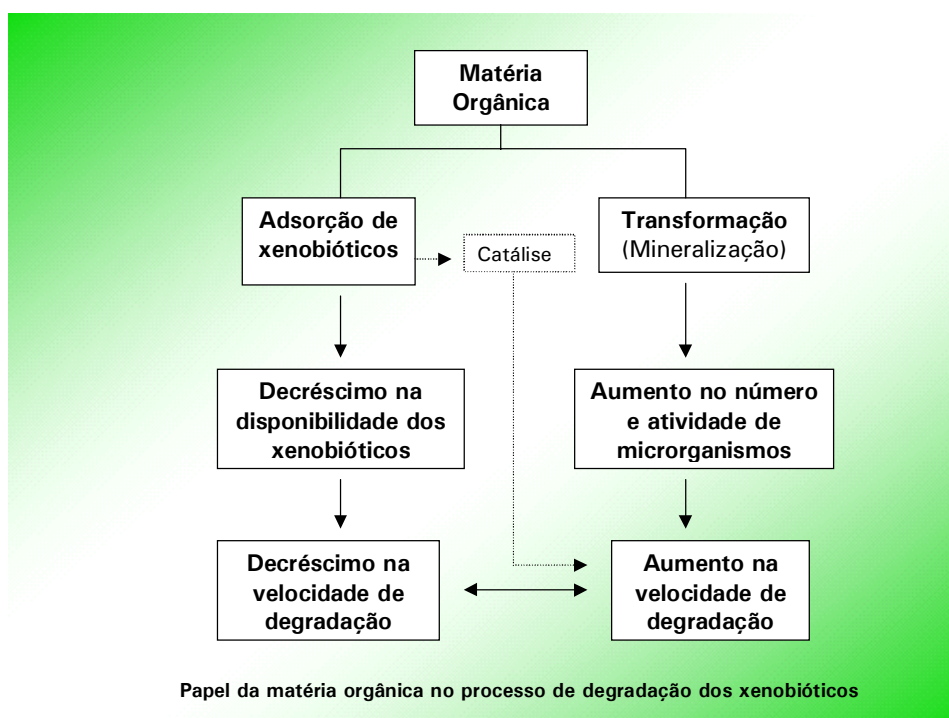 Matéria
Orgânica
Adsorção de
xenobióticos
Catálise
Transformação
(Mineralização)
Decréscimo na
disponibilidade dos
xenobióticos
Aumento no número
e atividade de
microrganismos
Decréscimo na
velocidade de
degradação
Aumento na
velocidade de
degradação
Papel da matéria orgânica no processo de degradação dos xenobióticos